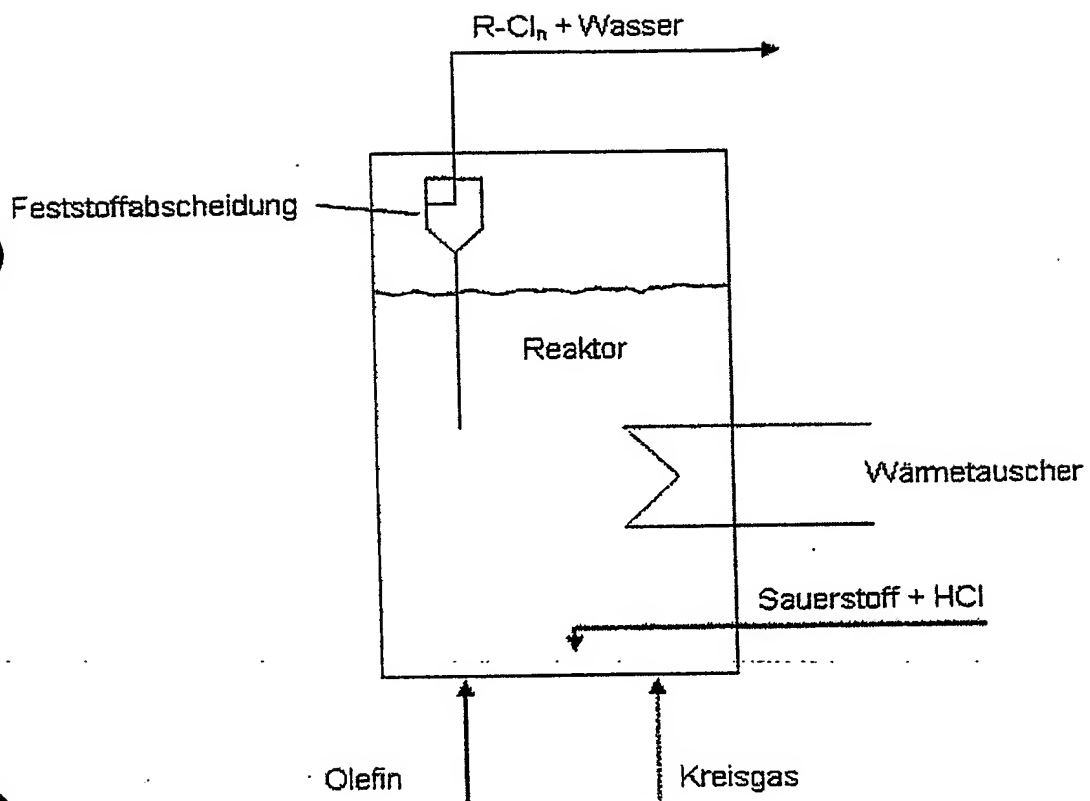 R-Clₙ + Wasser
Feststoffabscheidung
Reaktor
Wärmetauscher
Sauerstoff + HCl
Olefin
Kreisgas